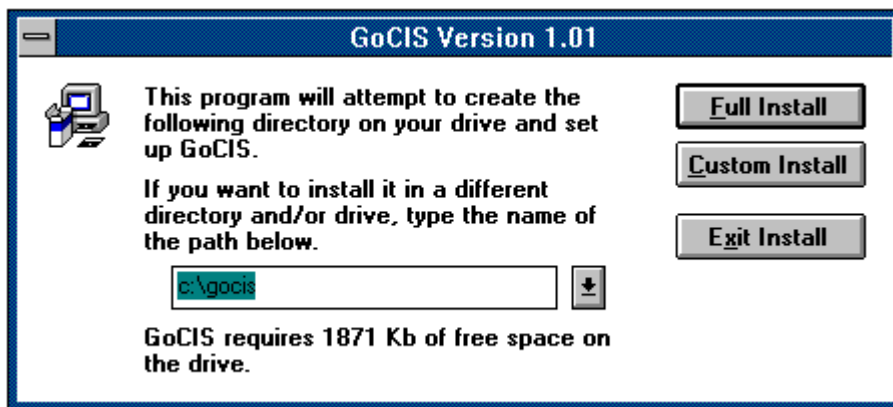 GoCIS Version 1.01
This program will attempt to create the
following directory on your drive and set
up GoCIS.
If you want to install it in a different
directory and/or drive, type the name of
the path below.
c:\gocis
GoCIS requires 1871 Kb of free space on
the drive.
Full Install
Custom Install
Exit Install